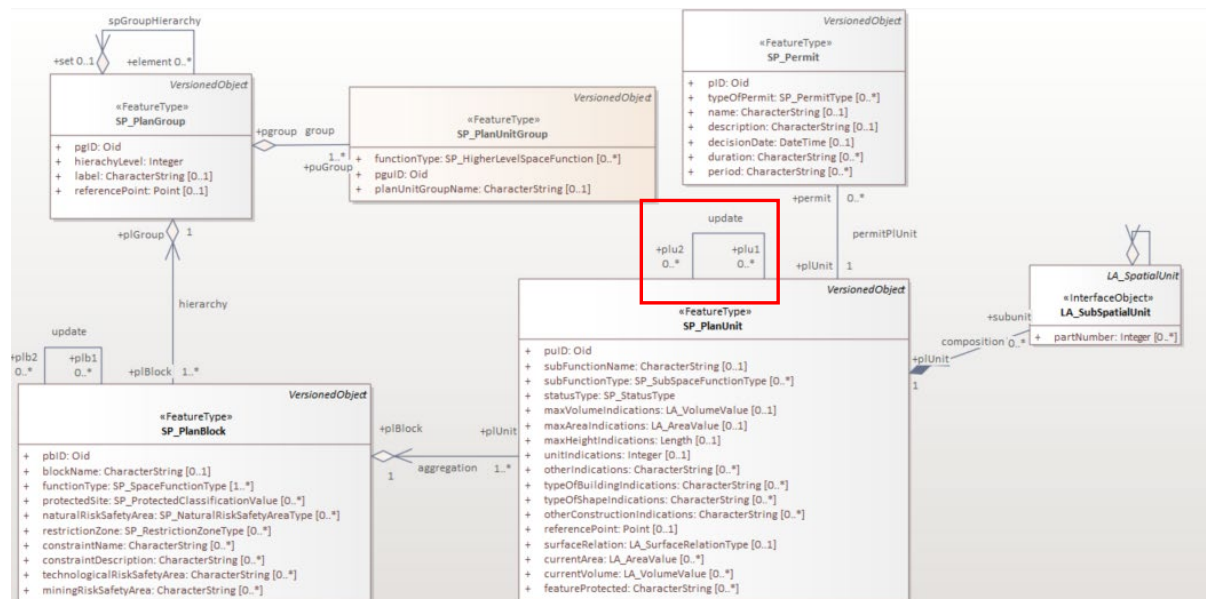 spGroupHierarchy
+set 0..1
+element 0..*
VersionedObject
«FeatureType»
SP_PlanGroup
+ pgID: Oid
+ hierachyLevel: Integer
+ label: CharacterString [0..1]
+ referencePoint: Point [0..1]
+pgroup group
1..*
+puGroup
VersionedObject
«FeatureType»
SP_PlanUnitGroup
+ functionType: SP_HigherLevelSpaceFunction [0..*]
+ pguID: Oid
+ planUnitGroupName: CharacterString [0..1]
VersionedObject
«FeatureType»
SP_Permit
+ pID: Oid
+ typeOfPermit: SP_PermitType [0..*]
+ name: CharacterString [0..1]
+ description: CharacterString [0..1]
+ decisionDate: DateTime [0..1]
+ duration: CharacterString [0..*]
+ period: CharacterString [0..*]
+permit 0..*
permitPlUnit
+plUnit 1
update
+plu2 +plu1
0..* 0..*
+plGroup 1
hierarchy
+plBlock 1..*
update
+plb2 +plb1
0..* 0..*
VersionedObject
«FeatureType»
SP_PlanBlock
+ pbID: Oid
+ blockName: CharacterString [0..1]
+ functionType: SP_SpaceFunctionType [1..*]
+ protectedSite: SP_ProtectedClassificationValue [0..*]
+ naturalRiskSafetyArea: SP_NaturalRiskSafetyAreaType [0..*]
+ restrictionZone: SP_RestrictionZoneType [0..*]
+ constraintName: CharacterString [0..*]
+ constraintDescription: CharacterString [0..*]
+ technologicalRiskSafetyArea: CharacterString [0..*]
+ miningRiskSafetyArea: CharacterString [0..*]
+plBlock
1
aggregation
+plUnit
1..*
VersionedObject
«FeatureType»
SP_PlanUnit
+ puID: Oid
+ subFunctionName: CharacterString [0..1]
+ subFunctionType: SP_SubSpaceFunctionType [0..*]
+ statusType: SP_StatusType
+ maxVolumeIndications: LA_VolumeValue [0..1]
+ maxAreaIndications: LA_AreaValue [0..1]
+ maxHeightIndications: Length [0..1]
+ unitIndications: Integer [0..1]
+ otherIndications: CharacterString [0..*]
+ typeOfBuildingIndications: CharacterString [0..*]
+ typeOfShapeIndications: CharacterString [0..*]
+ otherConstructionIndications: CharacterString [0..*]
+ referencePoint: Point [0..1]
+ surfaceRelation: LA_SurfaceRelationType [0..1]
+ currentArea: LA_AreaValue [0..*]
+ currentVolume: LA_VolumeValue [0..*]
+ featureProtected: CharacterString [0..*]
+plUnit
1
composition
+subunit
0..*
LA_SpatialUnit
«InterfaceObject»
LA_SubSpatialUnit
+ partNumber: Integer [0..*]